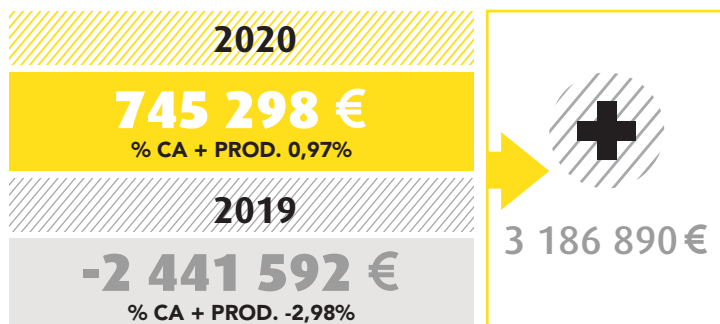 2020
745 298 €
% CA + PROD. 0,97%
2019
-2 441 592 €
% CA + PROD. -2,98%
3 186 890 €